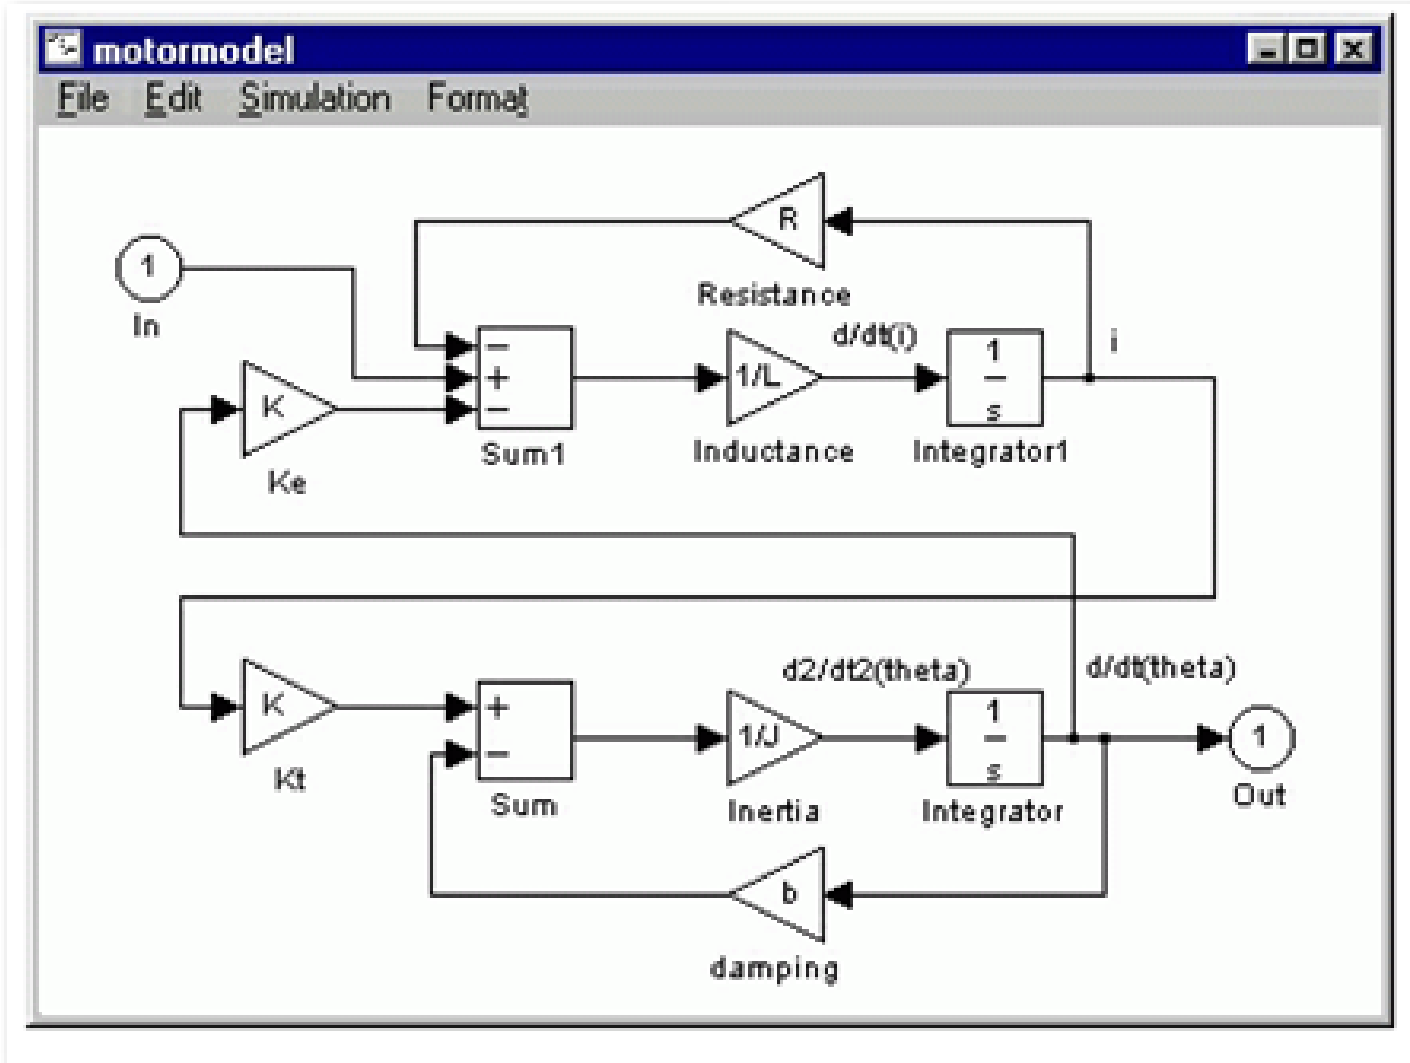 motormodel
File Edit Simulation Format
R
Resistance
1
In
d/dt(i)
i
−
+
−
1/L
1
s
K
Ke
Sum1
Inductance
Integrator1
d2/dt2(theta)
d/dt(theta)
K
Kt
+
−
Sum
1/J
Inertia
1
s
Integrator
1
Out
b
damping